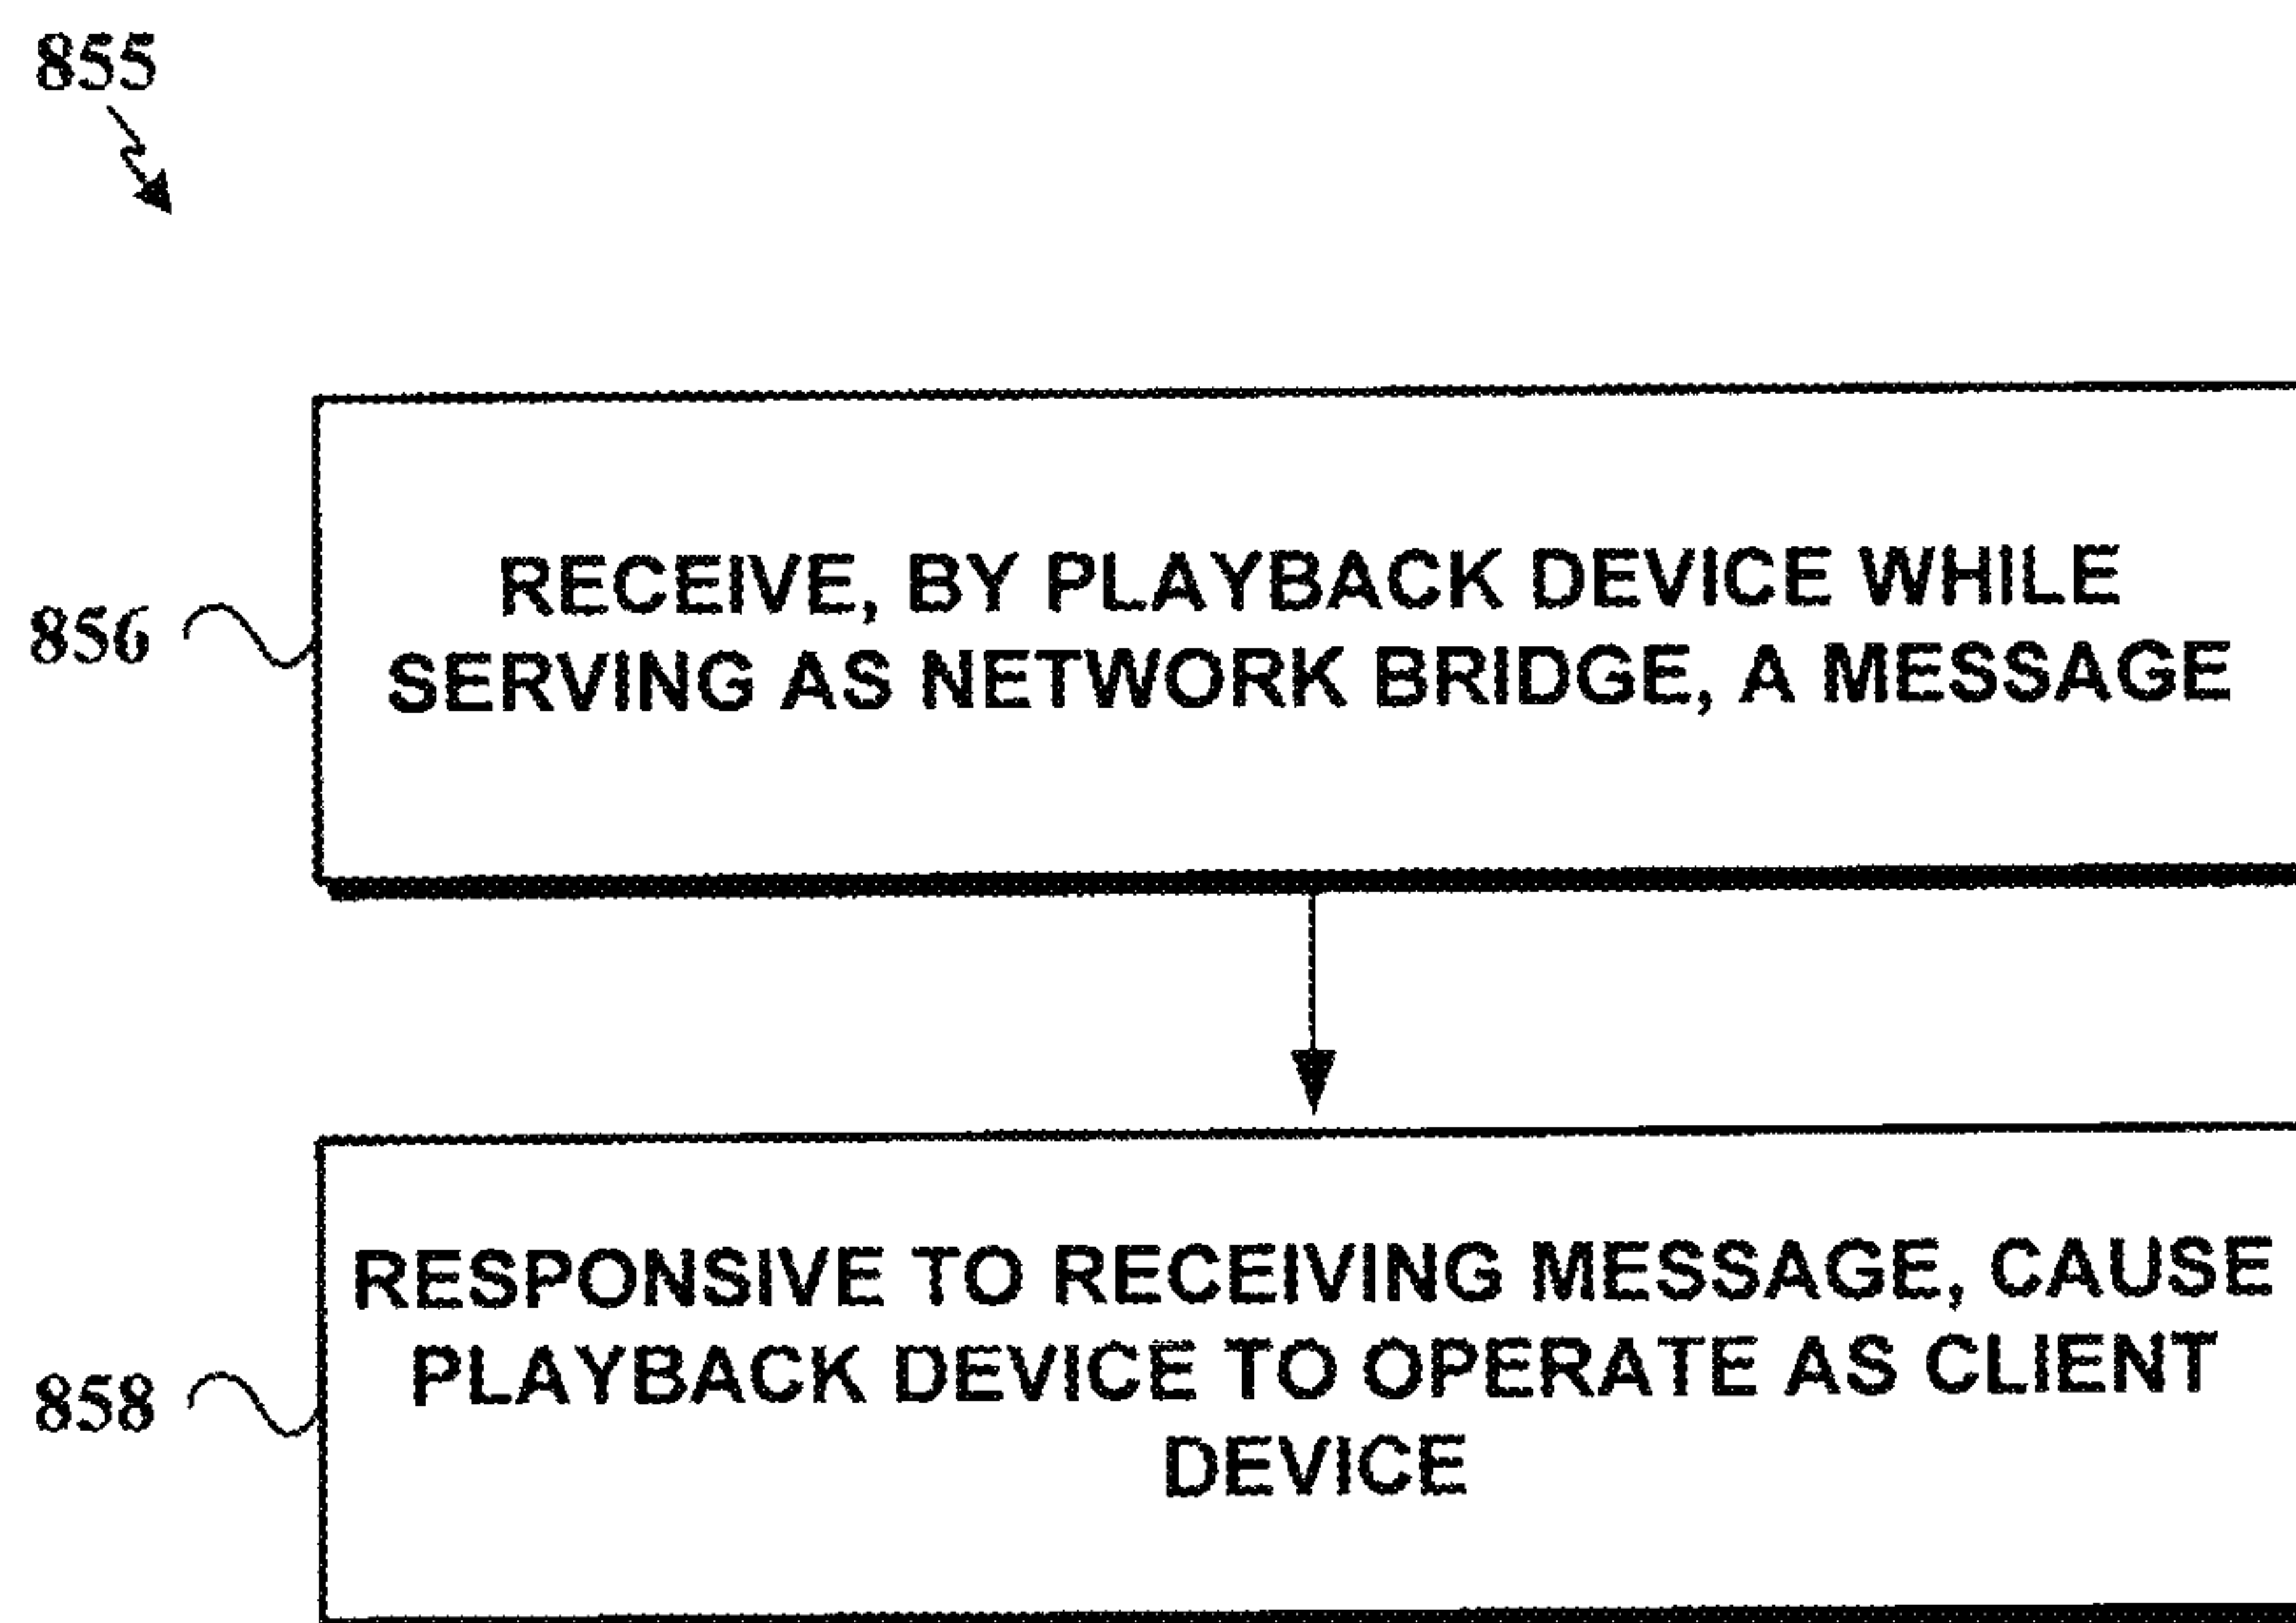 855
856
RECEIVE, BY PLAYBACK DEVICE WHILE
SERVING AS NETWORK BRIDGE, A MESSAGE
858
RESPONSIVE TO RECEIVING MESSAGE, CAUSE
PLAYBACK DEVICE TO OPERATE AS CLIENT
DEVICE